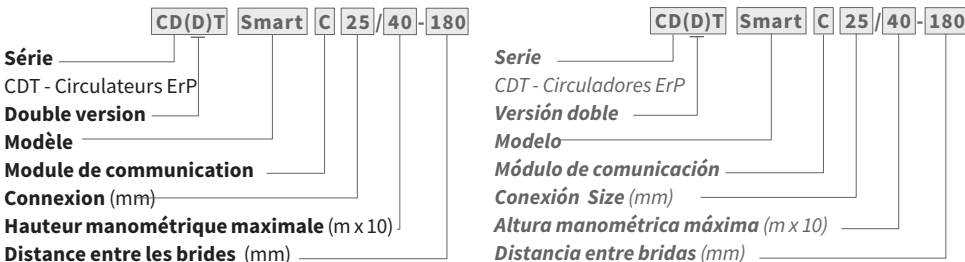 CD(D)T Smart C 25/40-180
Série
CDT - Circulateurs ErP
Double version
Modèle
Module de communication
Connexion (mm)
Hauteur manométrique maximale (m x 10)
Distance entre les brides (mm)
CD(D)T Smart C 25/40-180
Serie
CDT - Circuladores ErP
Versión doble
Modelo
Módulo de comunicación
Conexión Size (mm)
Altura manométrica máxima (m x 10)
Distancia entre bridas (mm)